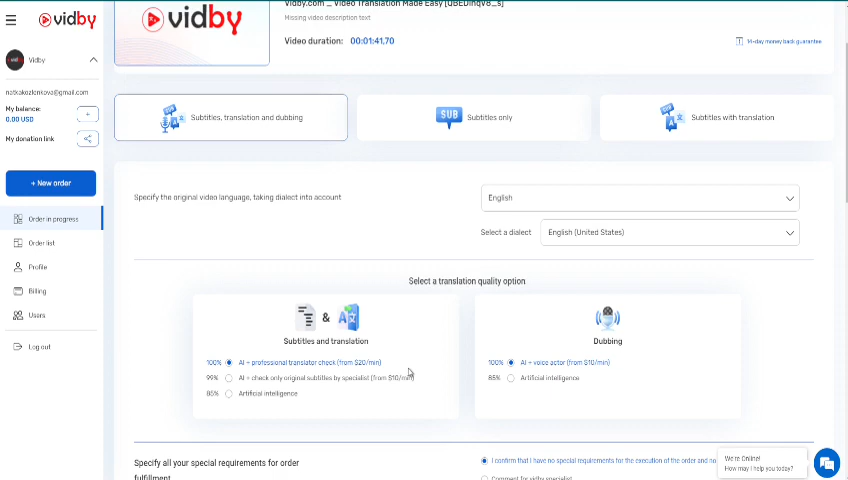 vidby
Vidby
natkakozlenkova@gmail.com
My balance:
0.00 USD
+
My donation link
+ New order
Order in progress
Order list
Profile
Billing
Users
Log out
vidby
Vidby.com _ Video Translation Made Easy
Missing video description text
Video duration: 00:01:41,70
14-day money back guarantee
Subtitles, translation and dubbing
SUB
Subtitles only
Subtitles with translation
Specify the original video language, taking dialect into account
English
Select a dialect
English (United States)
Select a translation quality option
&
Subtitles and translation
100% AI + professional translator check (from $20/min)
99% AI + check only original subtitles by specialist (from $10/min)
85% Artificial intelligence
Dubbing
100% AI + voice actor (from $10/min)
85% Artificial intelligence
Specify all your special requirements for order
fulfillment
I confirm that I have no special requirements for the execution of the order and no
Comment for vidby specialist
We're Online!
How may I help you today?